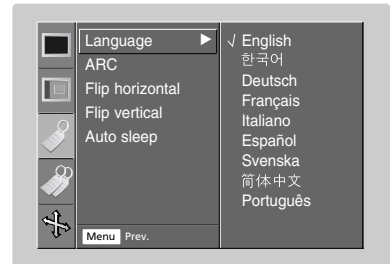 Language ▶
ARC
Flip horizontal
Flip vertical
Auto sleep
Menu Prev.
√ English
한국어
Deutsch
Français
Italiano
Español
Svenska
简体中文
Português